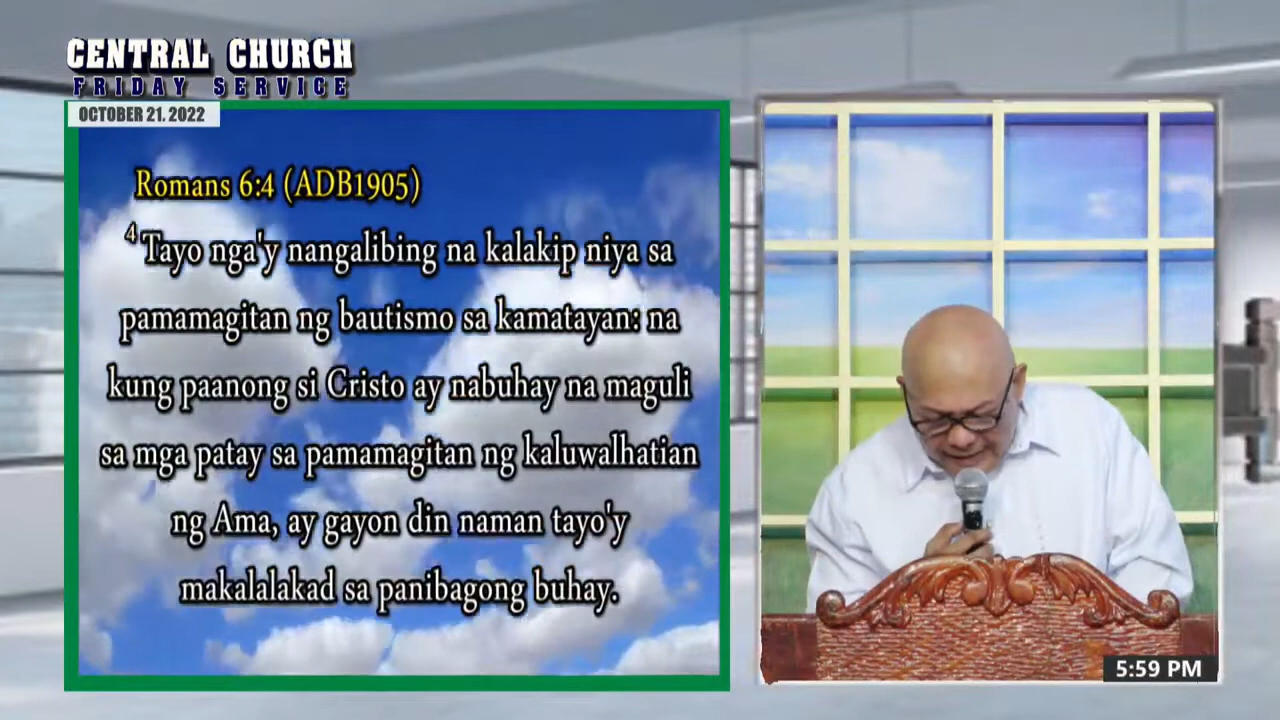 CENTRAL CHURCH
FRIDAY SERVICE
OCTOBER 21, 2022
Romans 6:4 (ADB1905)
4 Tayo nga'y nangalibing na kalakip niya sa
pamamagitan ng bautismo sa kamatayan: na
kung paanong si Cristo ay nabuhay na maguli
sa mga patay sa pamamagitan ng kaluwalhatian
ng Ama, ay gayon din naman tayo'y
makalalakad sa panibagong buhay.
5:59 PM